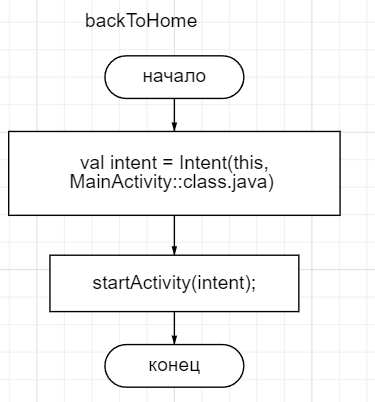 backToHome
начало
val intent = Intent(this,
MainActivity::class.java)
startActivity(intent);
конец